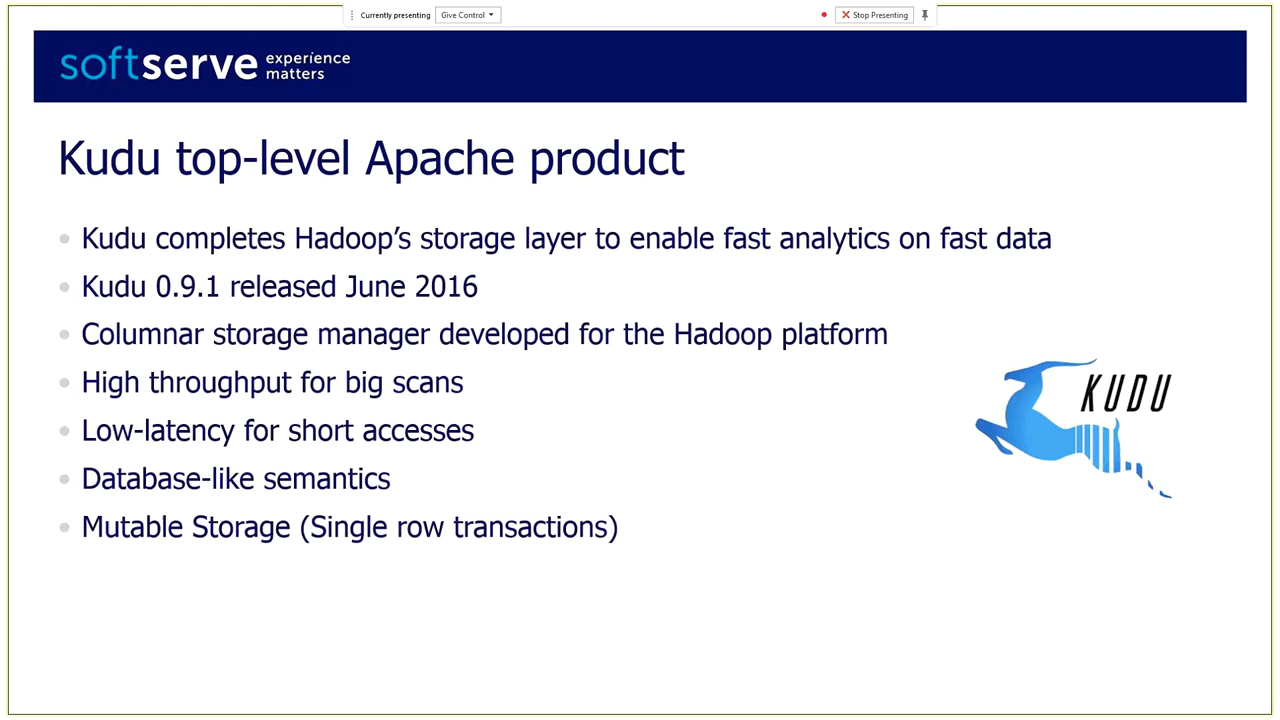 Currently presenting Give Control Stop Presenting
softserve experience
matters
Kudu top-level Apache product
Kudu completes Hadoop’s storage layer to enable fast analytics on fast data
Kudu 0.9.1 released June 2016
Columnar storage manager developed for the Hadoop platform
High throughput for big scans
Low-latency for short accesses
Database-like semantics
Mutable Storage (Single row transactions)
KUDU